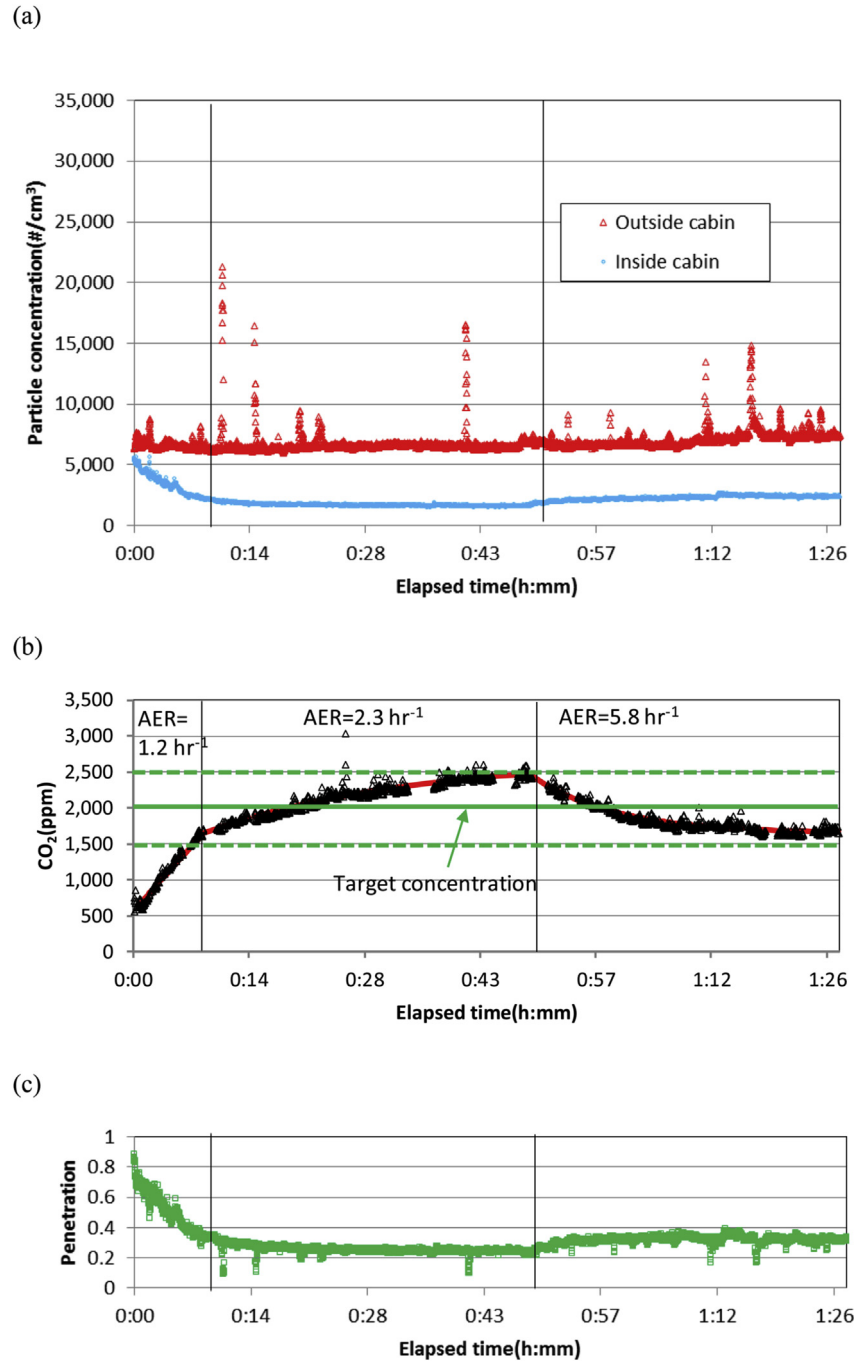 (a)
35,000
30,000
25,000
20,000
15,000
10,000
5,000
0
Particle concentration(#/cm³)
Outside cabin
Inside cabin
0:00 0:14 0:28 0:43 0:57 1:12 1:26
Elapsed time(h:mm)
(b)
3,500
3,000
2,500
2,000
1,500
1,000
500
0
CO₂(ppm)
AER=
1.2 hr⁻¹
AER=2.3 hr⁻¹
AER=5.8 hr⁻¹
Target concentration
0:00 0:14 0:28 0:43 0:57 1:12 1:26
Elapsed time(h:mm)
(c)
1
0.8
0.6
0.4
0.2
0
Penetration
0:00 0:14 0:28 0:43 0:57 1:12 1:26
Elapsed time(h:mm)